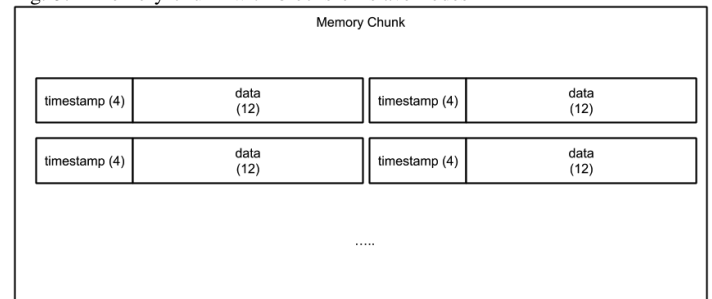 Memory Chunk
timestamp (4) data (12) timestamp (4) data (12)
timestamp (4) data (12) timestamp (4) data (12)
.....